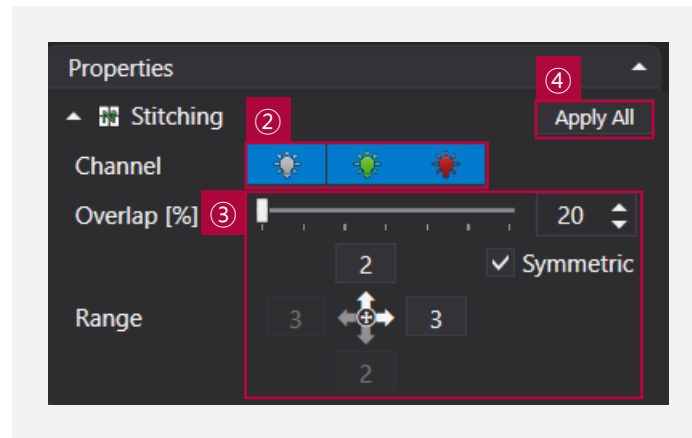 Properties
④
Stitching
②
Apply All
Channel
Overlap [%] ③ 20
2 Symmetric
Range 3 3
2